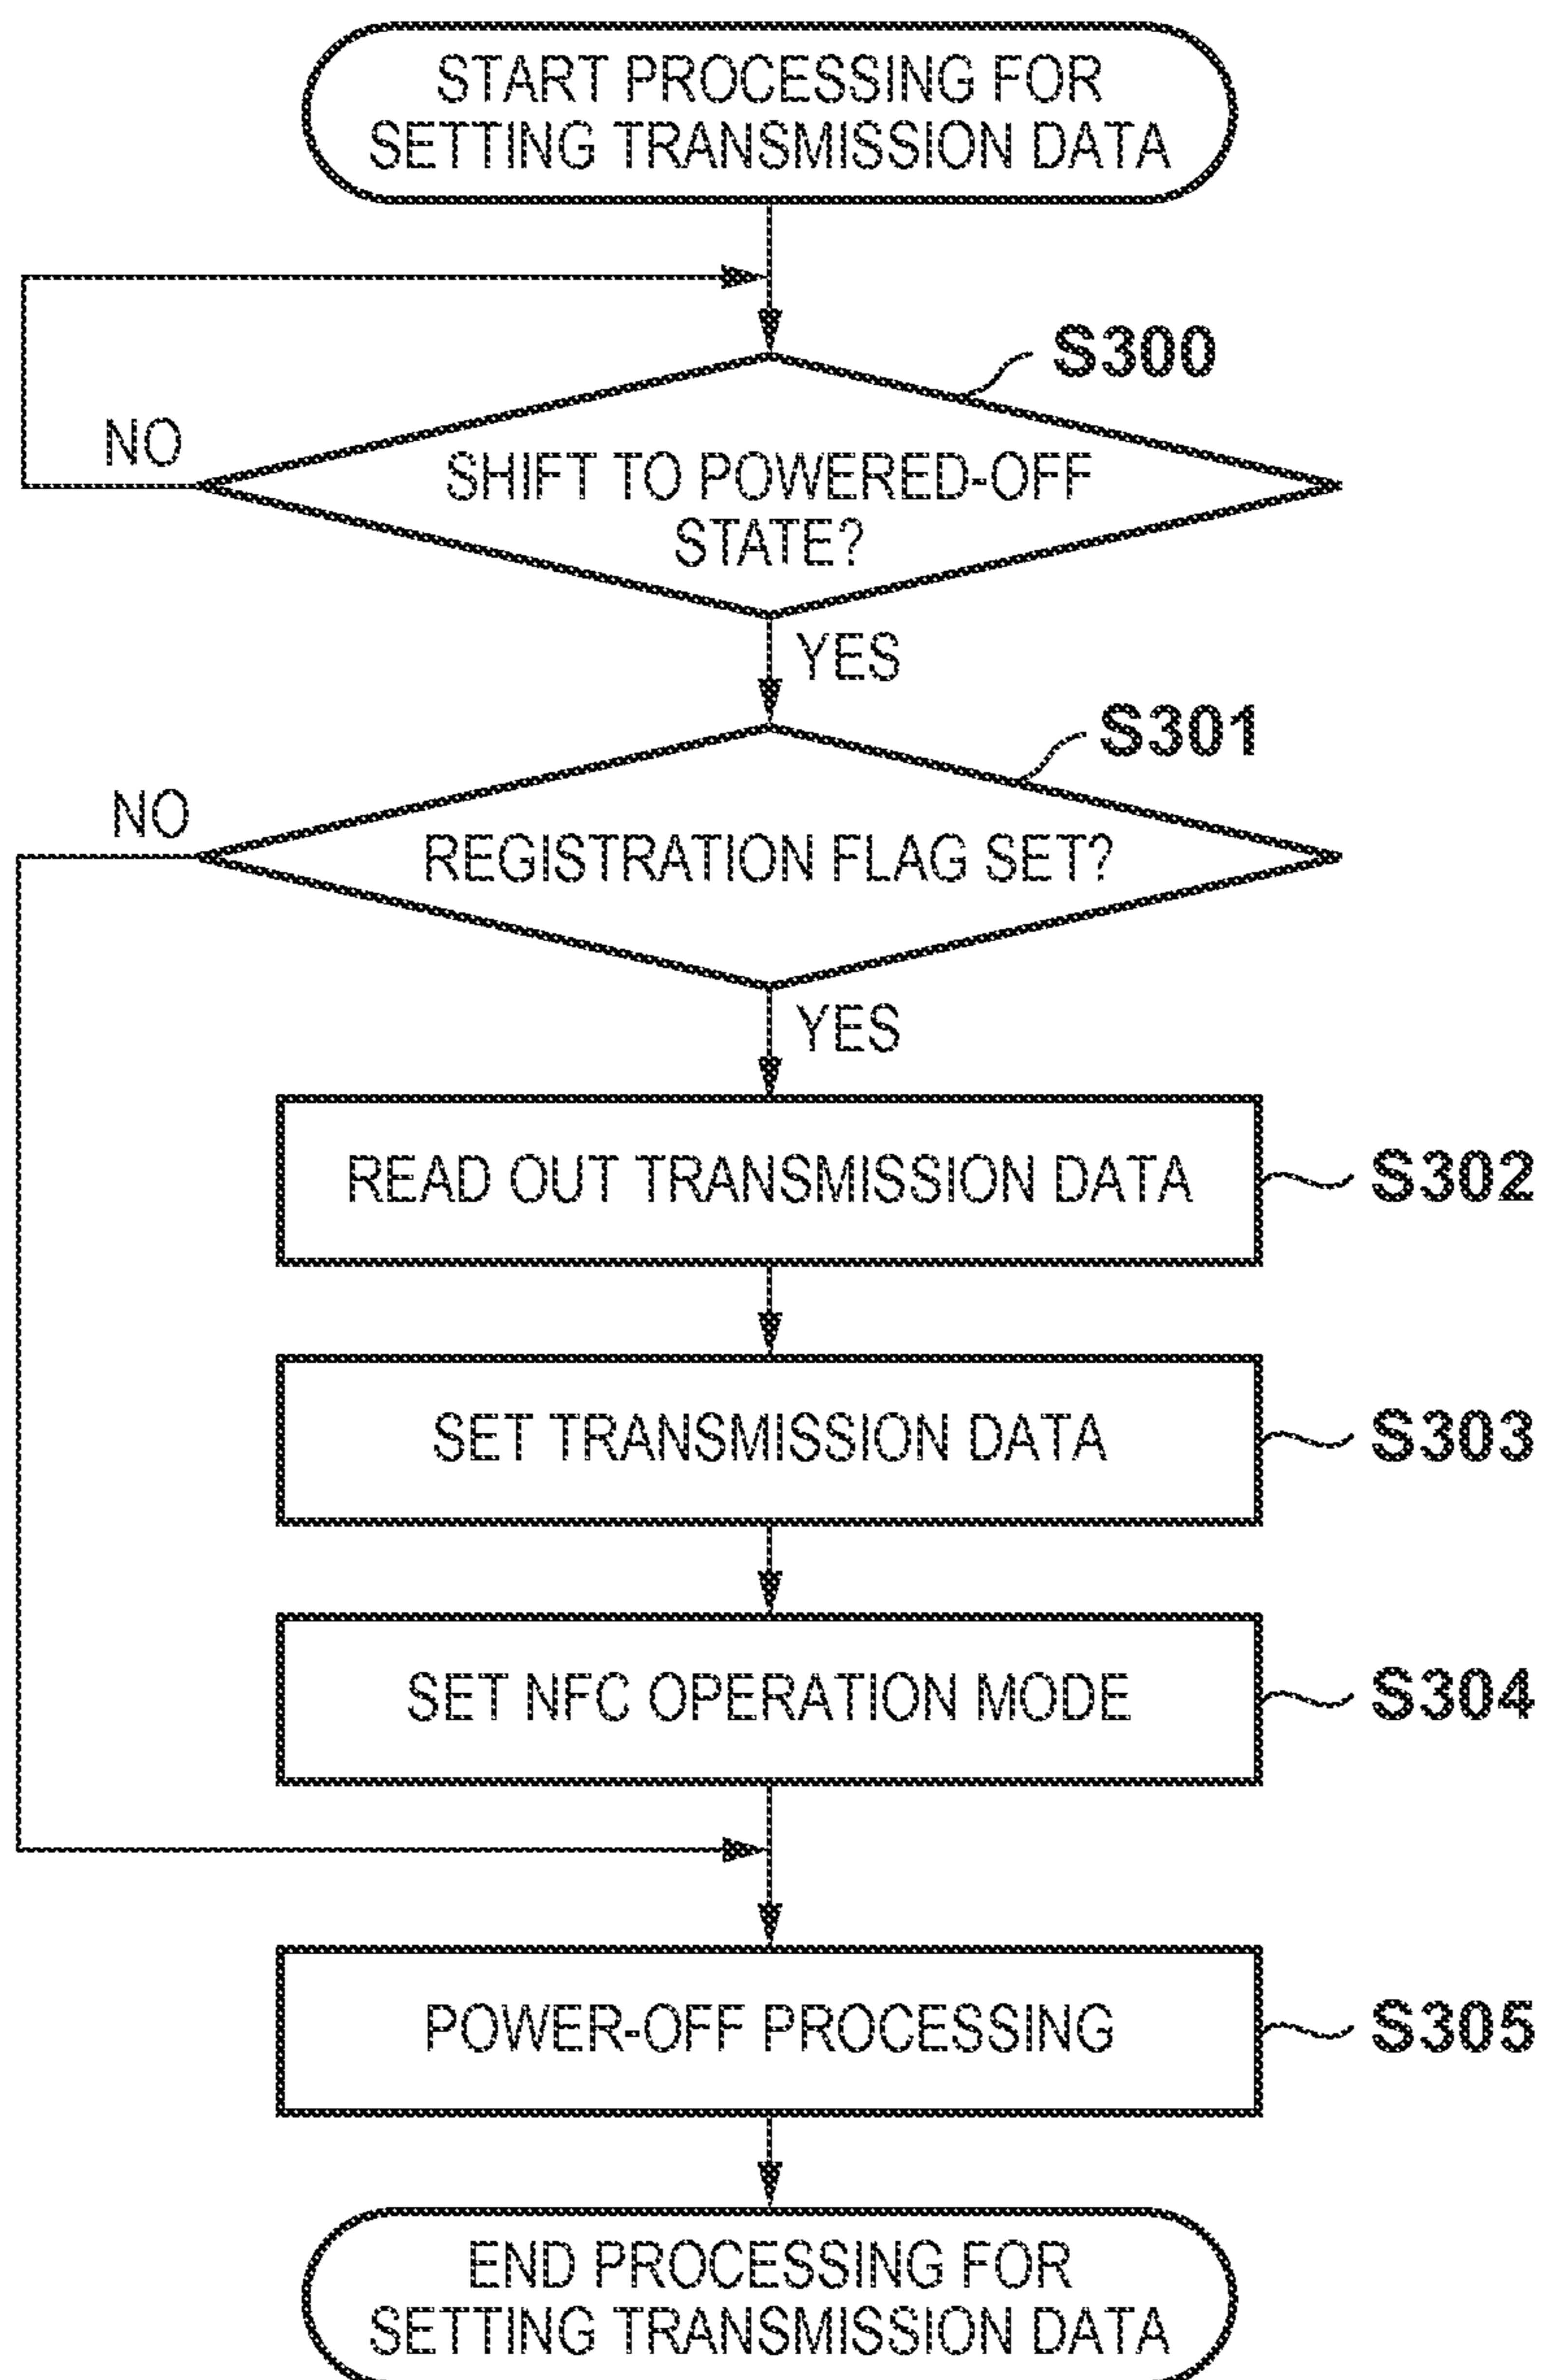 START PROCESSING FOR
SETTING TRANSMISSION DATA
S300
NO
SHIFT TO POWERED-OFF
STATE?
YES
S301
NO
REGISTRATION FLAG SET?
YES
READ OUT TRANSMISSION DATA
S302
SET TRANSMISSION DATA
S303
SET NFC OPERATION MODE
S304
POWER-OFF PROCESSING
S305
END PROCESSING FOR
SETTING TRANSMISSION DATA